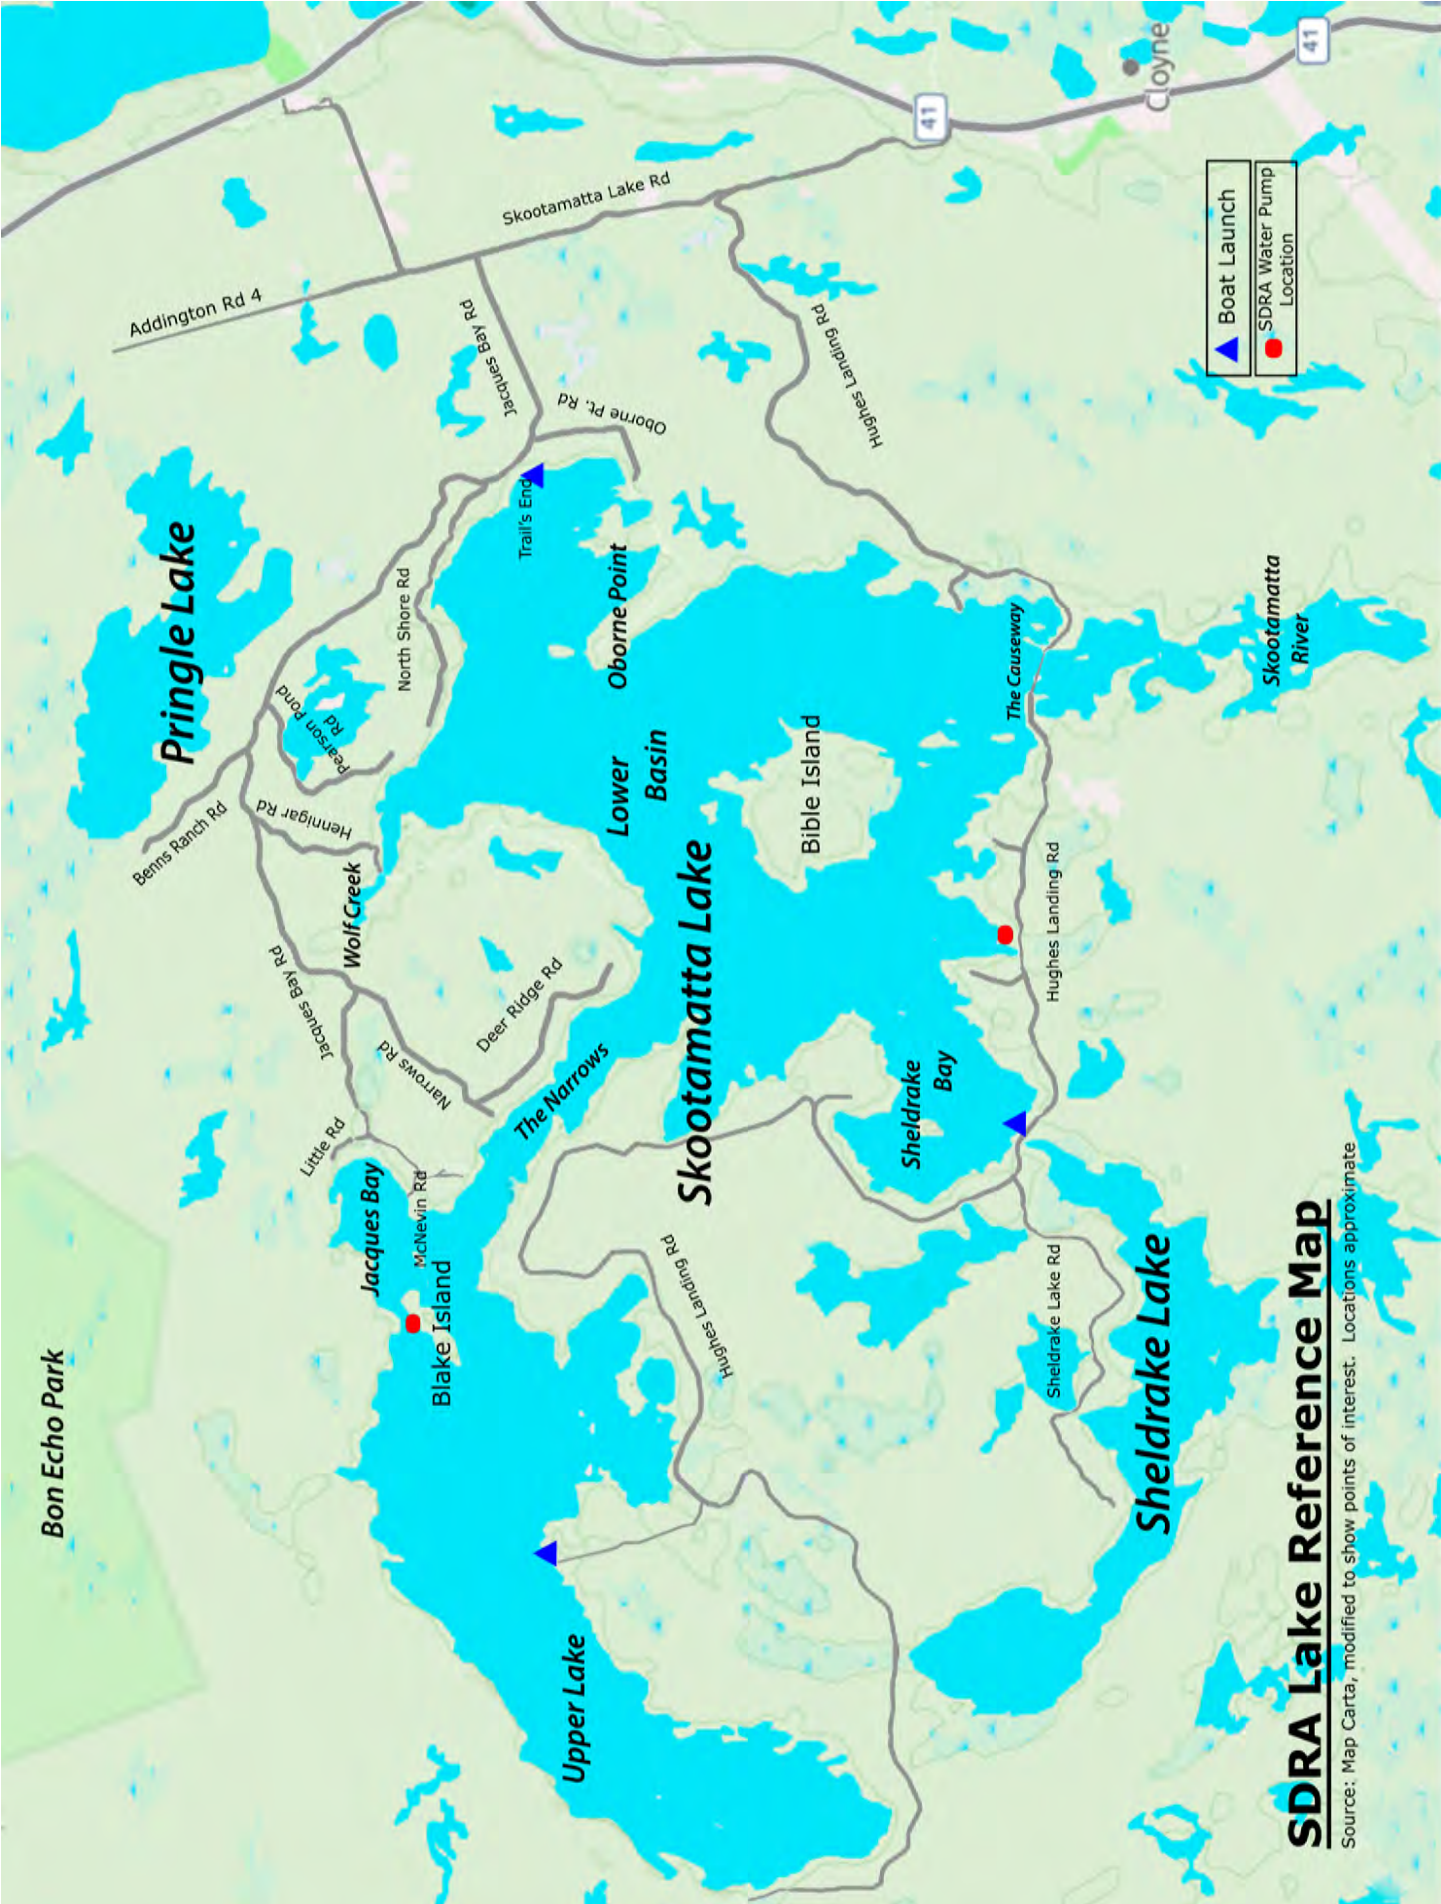 Bon Echo Park
Pringle Lake
Addington Rd 4
Skootamatta Lake Rd
Jacques Bay Rd
Oborne Pt. Rd
Hughes Landing Rd
41
41
Cloyne
Boat Launch
SDRA Water Pump
Location
Trail's End
North Shore Rd
Pearson Pond
Rd
Hennigar Rd
Benns Ranch Rd
Wolf Creek
Jacques Bay Rd
Narrows Rd
Deer Ridge Rd
Little Rd
McNevin Rd
Jacques Bay
Blake Island
The Narrows
Oborne Point
Lower
Basin
Skootamatta Lake
Bible Island
The Causeway
Skootamatta
River
Hughes Landing Rd
Sheldrake
Bay
Hughes Landing Rd
Sheldrake Lake Rd
Sheldrake Lake
Upper Lake
SDRA Lake Reference Map
Source: Map Carta, modified to show points of interest. Locations approximate